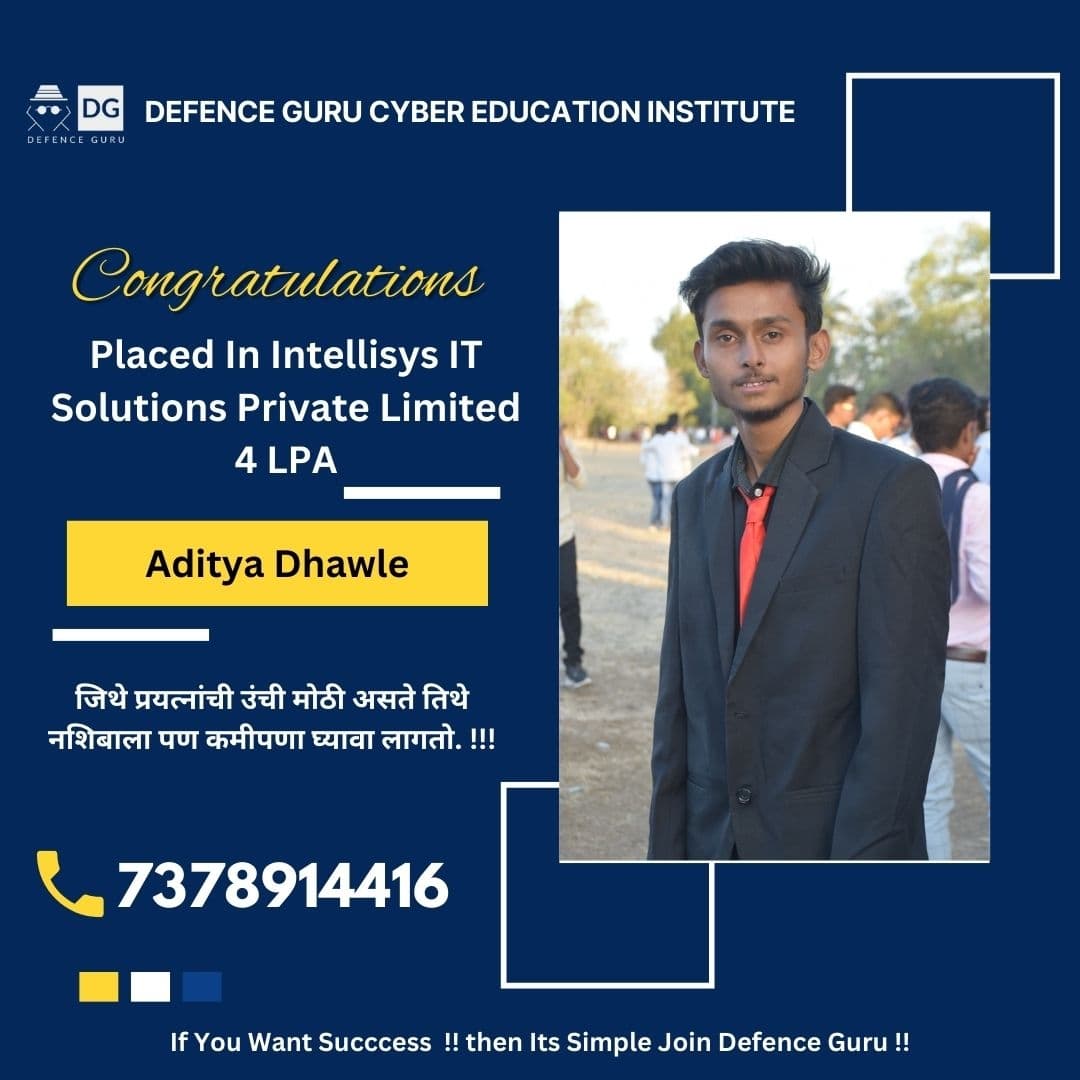 DG
DEFENCE GURU
DEFENCE GURU CYBER EDUCATION INSTITUTE
Congratulations
Placed In Intellisys IT
Solutions Private Limited
4 LPA
Aditya Dhawle
जिथे प्रयत्नांची उंची मोठी असते तिथे
नशिबाला पण कमीपणा घ्यावा लागतो. !!!
7378914416
If You Want Succcess !! then Its Simple Join Defence Guru !!